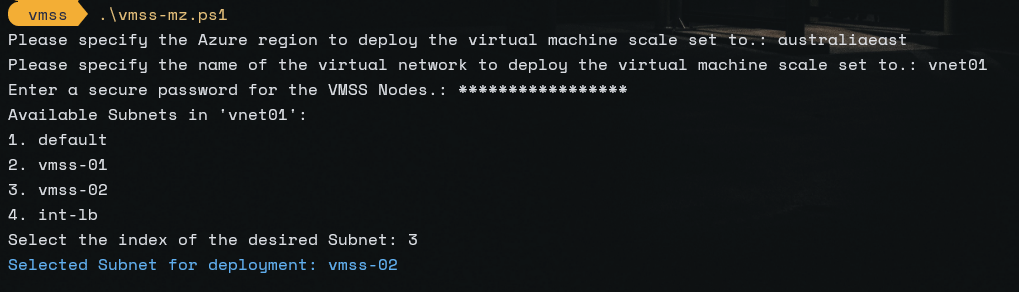 vmss .\vmss-mz.ps1
Please specify the Azure region to deploy the virtual machine scale set to.: australiaeast
Please specify the name of the virtual network to deploy the virtual machine scale set to.: vnet01
Enter a secure password for the VMSS Nodes.: *****************
Available Subnets in 'vnet01':
1. default
2. vmss-01
3. vmss-02
4. int-lb
Select the index of the desired Subnet: 3
Selected Subnet for deployment: vmss-02